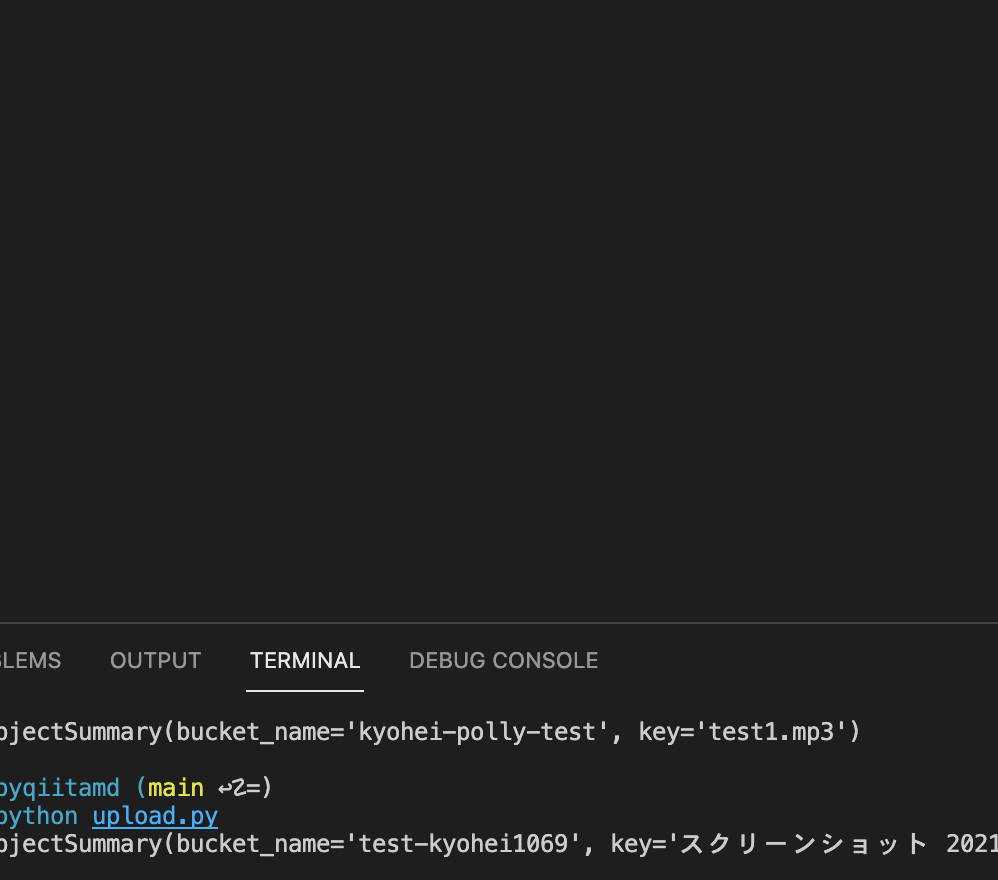 BLEMS OUTPUT TERMINAL DEBUG CONSOLE
bjectSummary(bucket_name='kyohei-polly-test', key='test1.mp3')
pyqiitamd (main ↩☡=)
python upload.py
bjectSummary(bucket_name='test-kyohei1069', key='スクリーンショット 2021